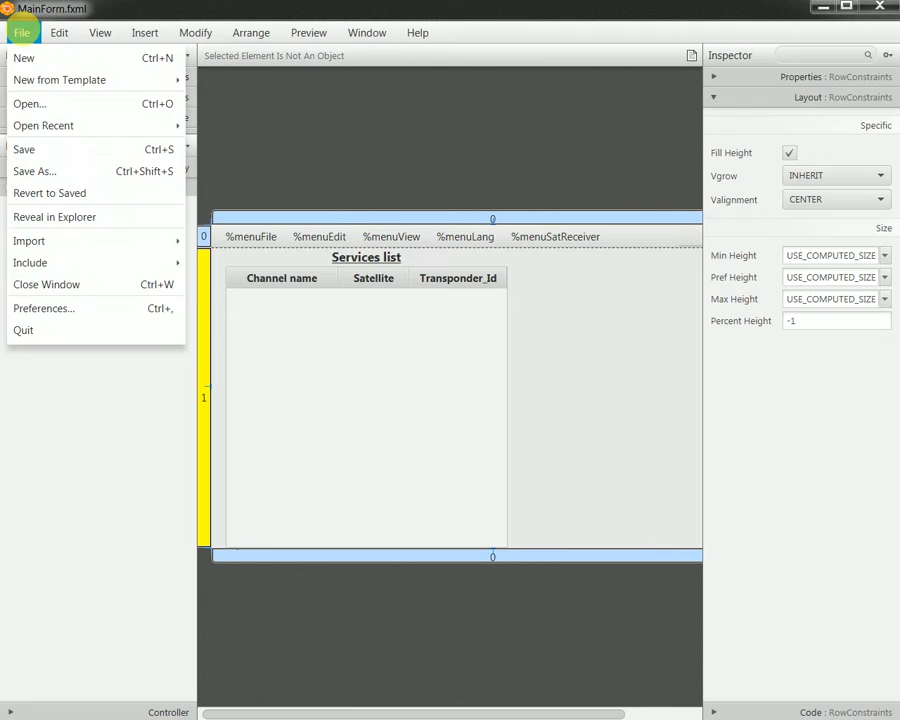 MainForm.fxml
File Edit View Insert Modify Arrange Preview Window Help
New Ctrl+N
New from Template
Open... Ctrl+O
Open Recent
Save Ctrl+S
Save As... Ctrl+Shift+S
Revert to Saved
Reveal in Explorer
Import
Include
Close Window Ctrl+W
Preferences... Ctrl+,
Quit
Controller
Selected Element Is Not An Object
0
0 %menuFile %menuEdit %menuView %menuLang %menuSatReceiver
Services list
Channel name Satellite Transponder_Id
1
0
Inspector
Properties : RowConstraints
Layout : RowConstraints
Specific
Fill Height
Vgrow INHERIT
Valignment CENTER
Size
Min Height USE_COMPUTED_SIZE
Pref Height USE_COMPUTED_SIZE
Max Height USE_COMPUTED_SIZE
Percent Height -1
Code : RowConstraints